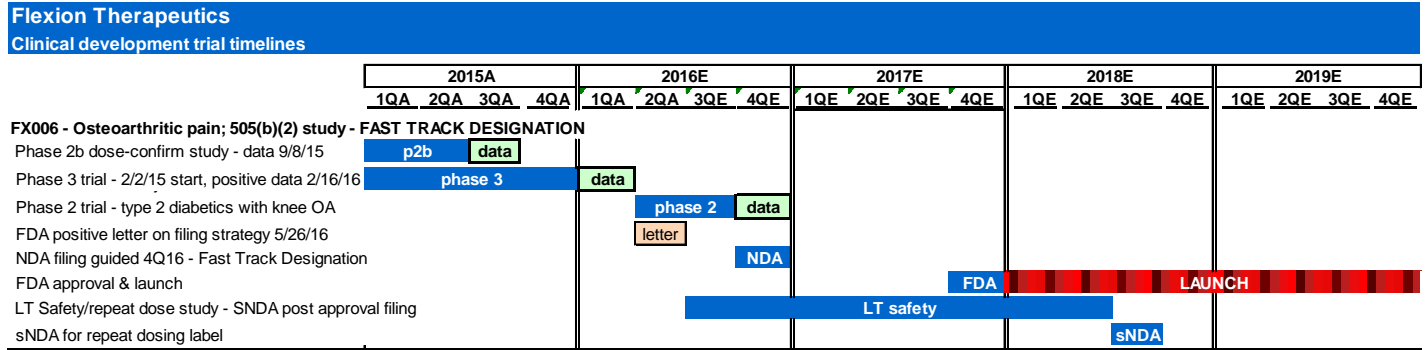 Flexion Therapeutics
Clinical development trial timelines
2015A 2016E 2017E 2018E 2019E
1QA 2QA 3QA 4QA 1QA 2QA 3QE 4QE 1QE 2QE 3QE 4QE 1QE 2QE 3QE 4QE 1QE 2QE 3QE 4QE
FX006 - Osteoarthritic pain; 505(b)(2) study - FAST TRACK DESIGNATION
Phase 2b dose-confirm study - data 9/8/15 p2b data
Phase 3 trial - 2/2/15 start, positive data 2/16/16 phase 3 data
Phase 2 trial - type 2 diabetics with knee OA phase 2 data
FDA positive letter on filing strategy 5/26/16 letter
NDA filing guided 4Q16 - Fast Track Designation NDA
FDA approval & launch FDA LAUNCH
LT Safety/repeat dose study - SNDA post approval filing LT safety
sNDA for repeat dosing label sNDA